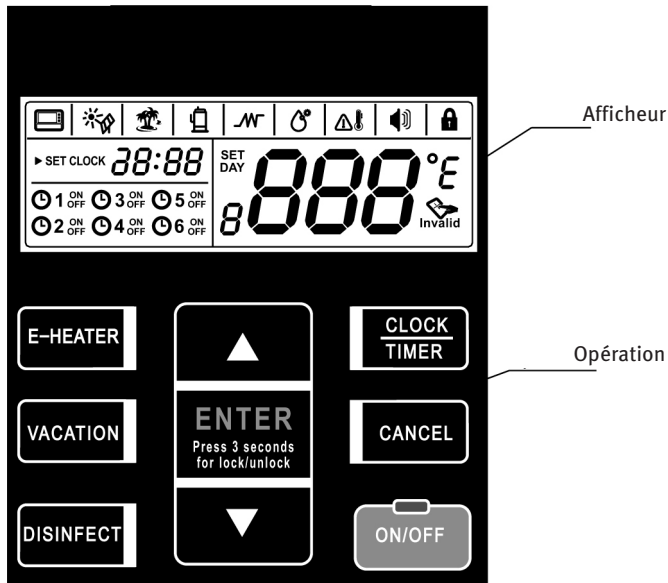 ▶ SET CLOCK 88:88
SET
DAY
8
888
°E
Invalid
1 ON OFF 3 ON OFF 5 ON OFF
2 ON OFF 4 ON OFF 6 ON OFF
Afficheur
E-HEATER
VACATION
DISINFECT
▲
ENTER
Press 3 seconds
for lock/unlock
▼
CLOCK
TIMER
CANCEL
ON/OFF
Opération